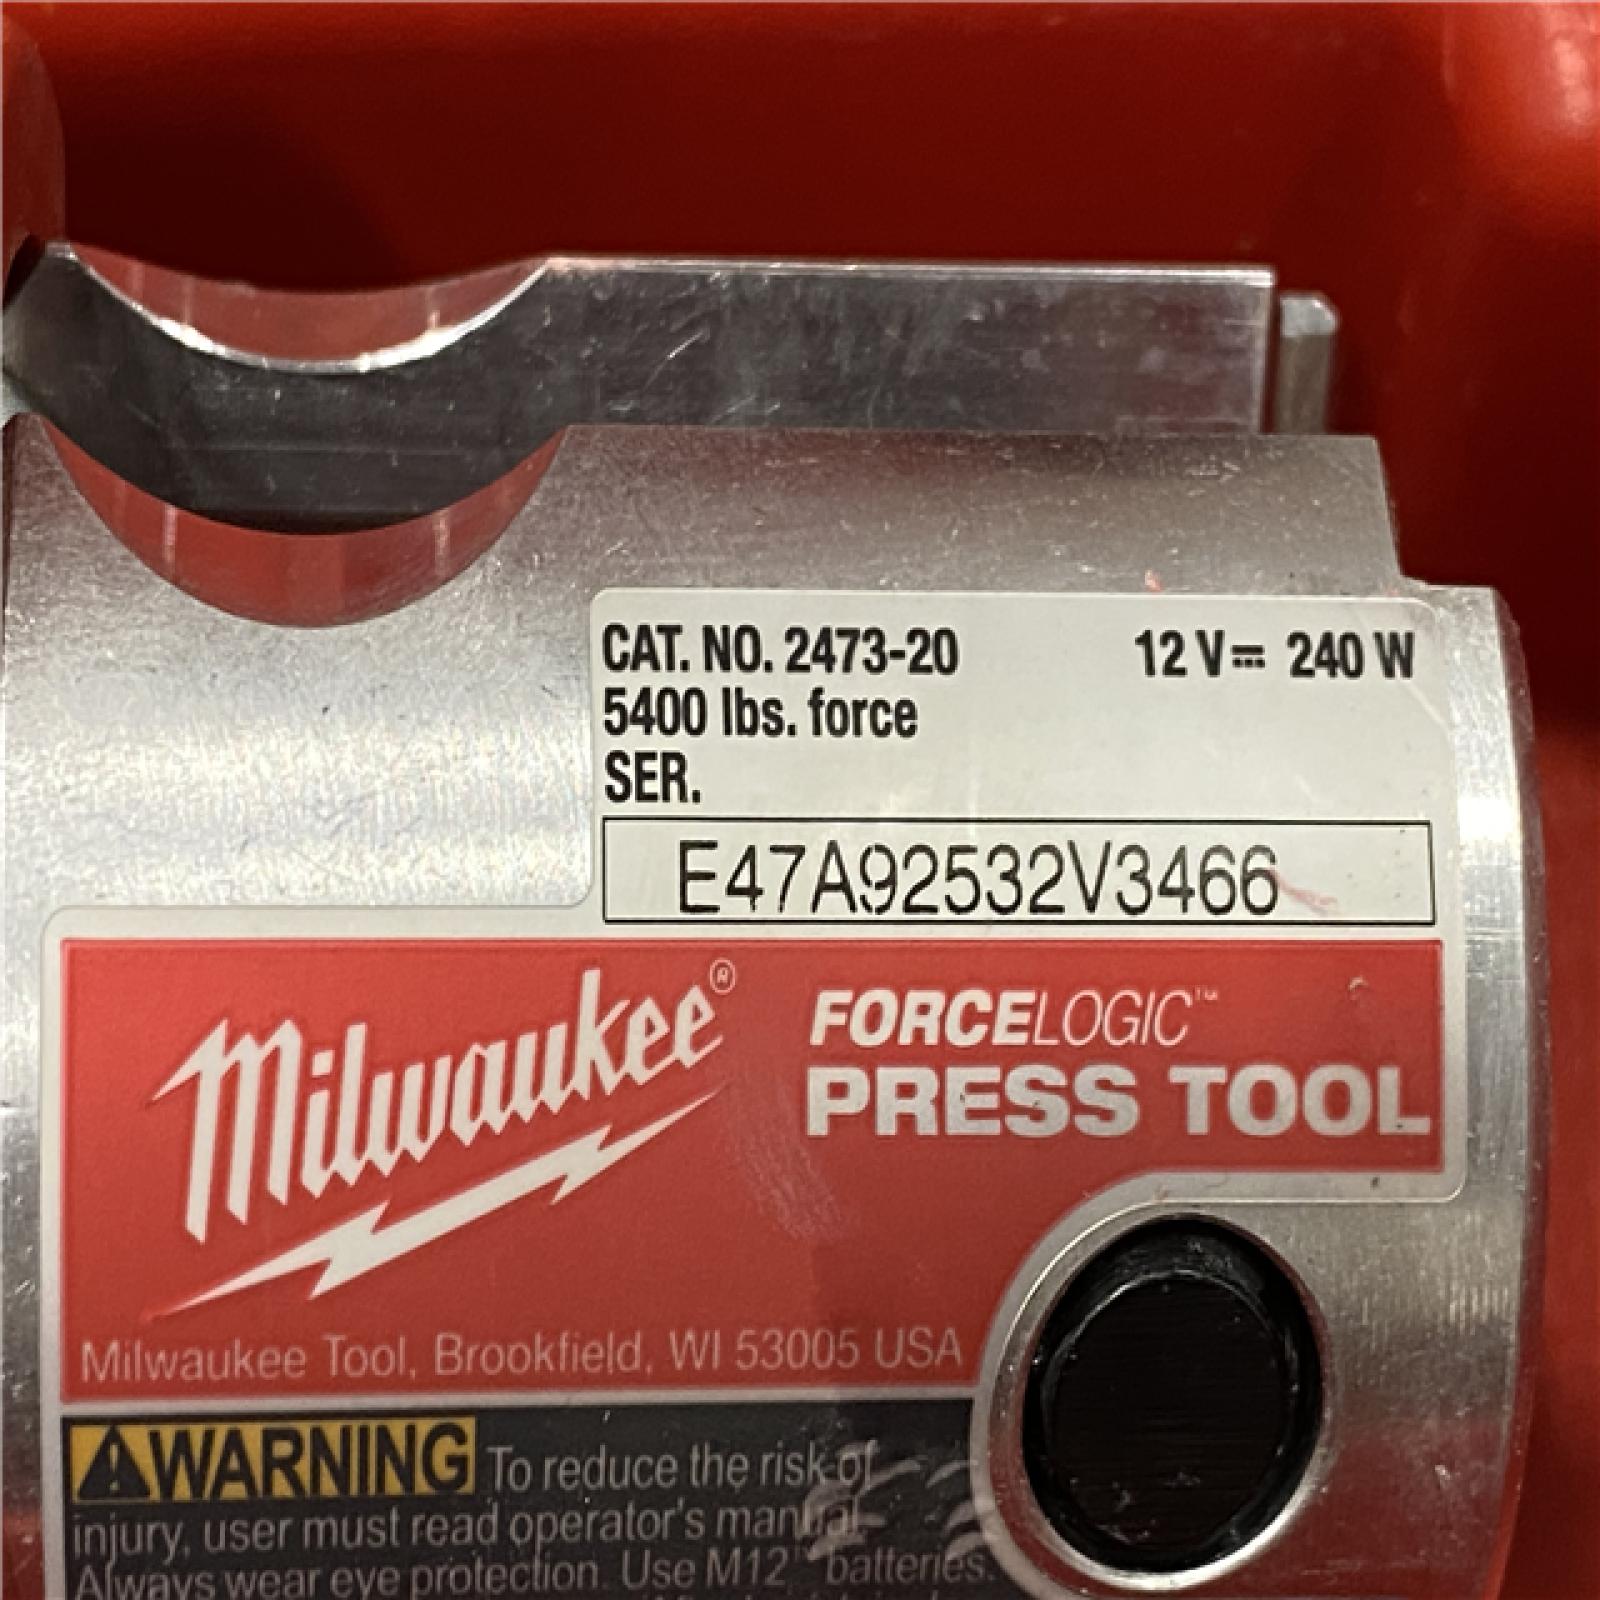 CAT. NO. 2473-20 12 V⎓ 240 W
5400 lbs. force
SER.
E47A92532V3466
Milwaukee®
FORCELOGIC™
PRESS TOOL
Milwaukee Tool, Brookfield, WI 53005 USA
WARNING To reduce the risk of
injury, user must read operator's manual.
Always wear eye protection. Use M12™ batteries.